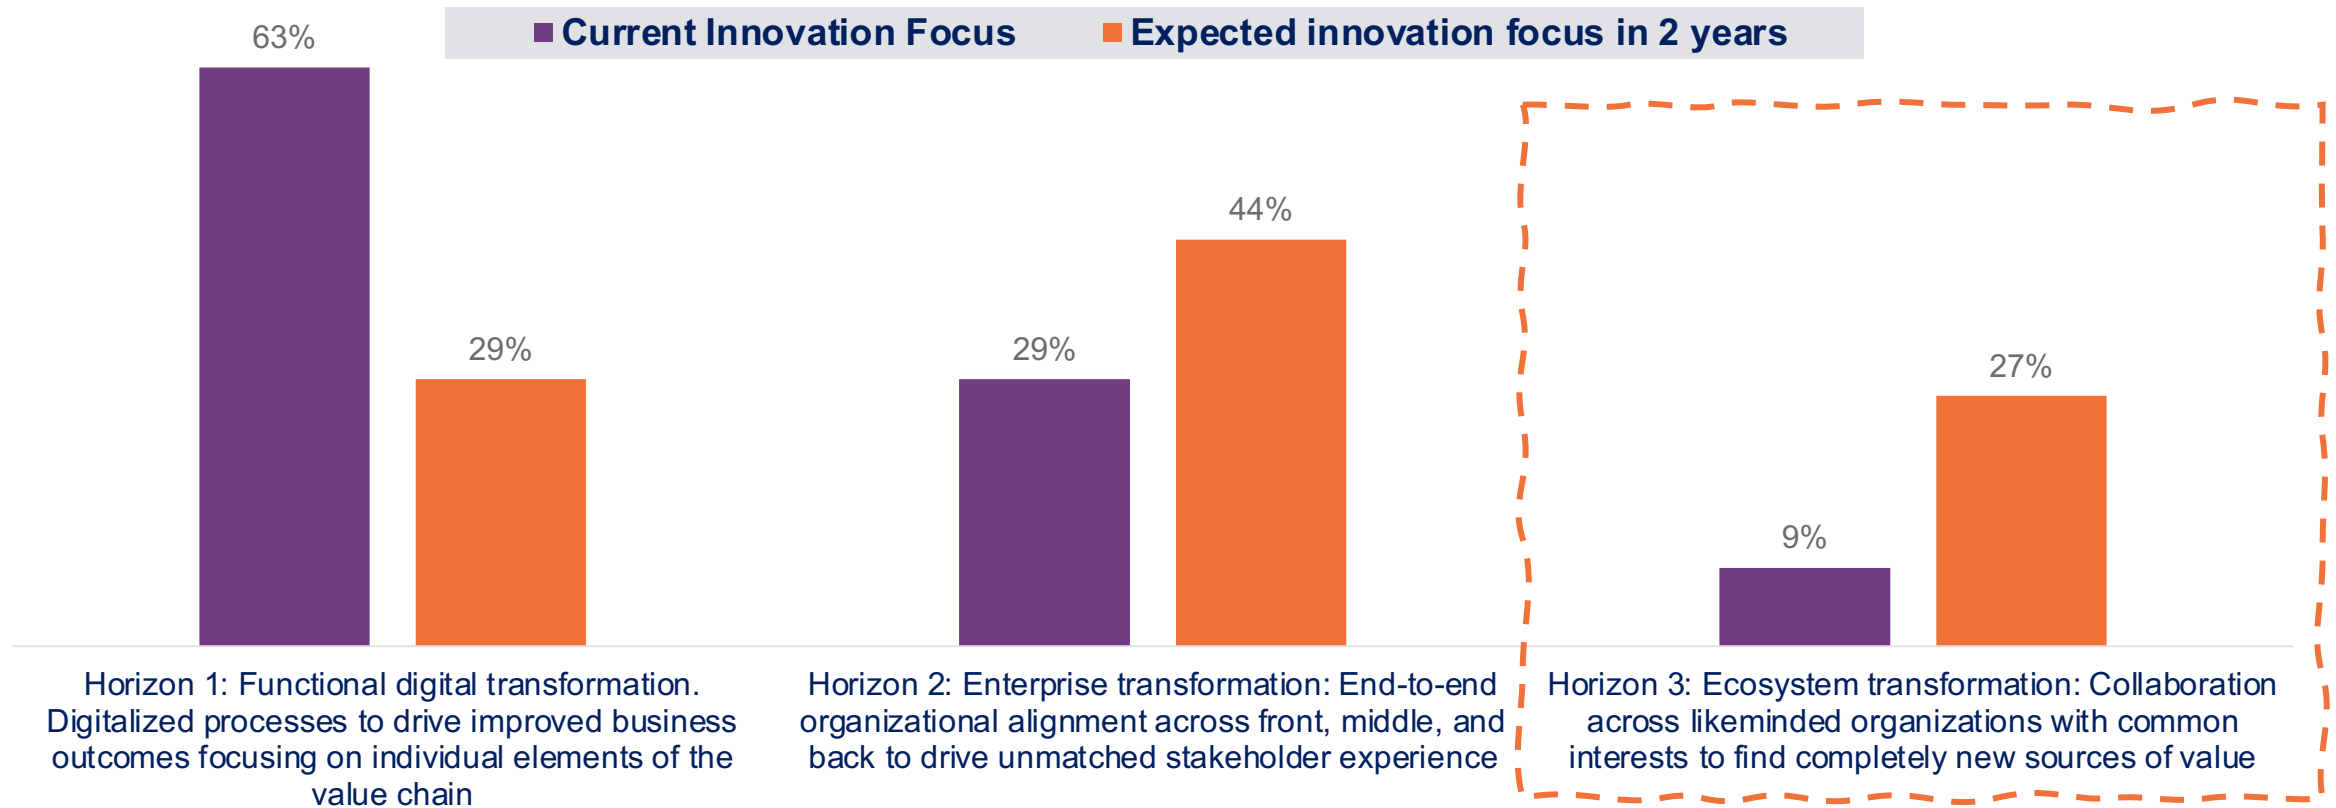 Current Innovation Focus
Expected innovation focus in 2 years
63%
29%
29%
44%
9%
27%
Horizon 1: Functional digital transformation.
Digitalized processes to drive improved business
outcomes focusing on individual elements of the
value chain
Horizon 2: Enterprise transformation: End-to-end
organizational alignment across front, middle, and
back to drive unmatched stakeholder experience
Horizon 3: Ecosystem transformation: Collaboration
across likeminded organizations with common
interests to find completely new sources of value